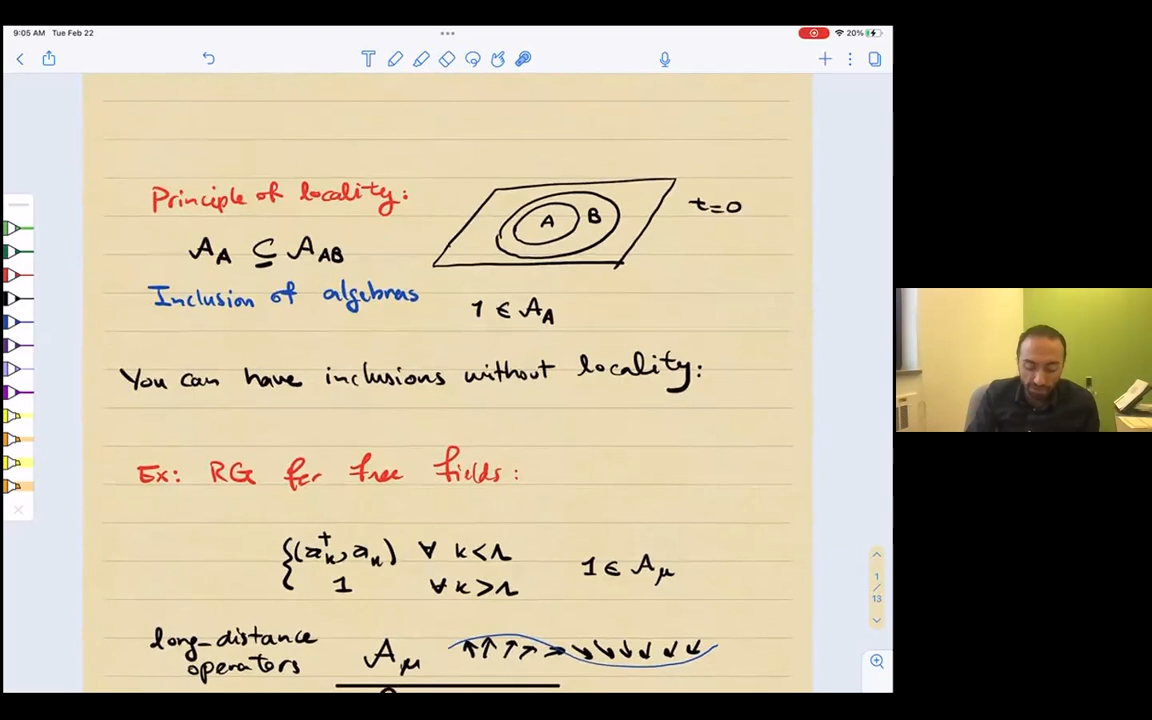 9:05 AM Tue Feb 22
20%
Principle of locality:
A B
t=0
A_A ⊆ A_AB
Inclusion of algebras
1 ∈ A_A
You can have inclusions without locality:
Ex: RG for free fields:
{(a†_k, a_k) ∀ k<Λ
1 ∀ k>Λ
1 ∈ A_μ
long-distance
operators
A_μ
1
/
13